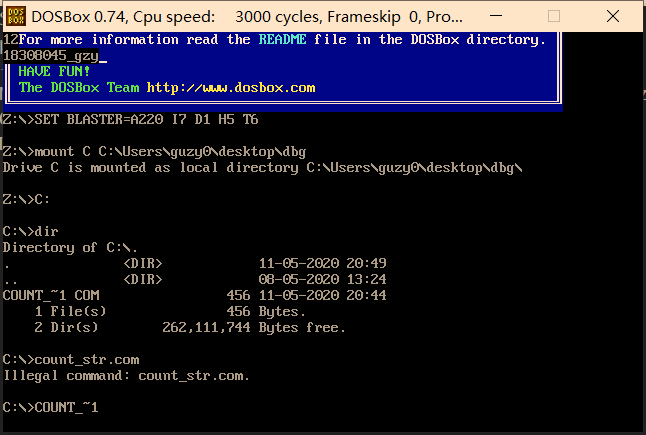 DOSBox 0.74, Cpu speed:    3000 cycles, Frameskip  0, Pro...
12For more information read the README file in the DOSBox directory.
18308045_gzy_
HAVE FUN!
The DOSBox Team http://www.dosbox.com
Z:\>SET BLASTER=A220 I7 D1 H5 T6
Z:\>mount C C:\Users\guzy0\desktop\dbg
Drive C is mounted as local directory C:\Users\guzy0\desktop\dbg\
Z:\>C:
C:\>dir
Directory of C:\.
.              <DIR>            11-05-2020 20:49
..             <DIR>            08-05-2020 13:24
COUNT_~1 COM                456 11-05-2020 20:44
    1 File(s)               456 Bytes.
    2 Dir(s)        262,111,744 Bytes free.
C:\>count_str.com
Illegal command: count_str.com.
C:\>COUNT_~1